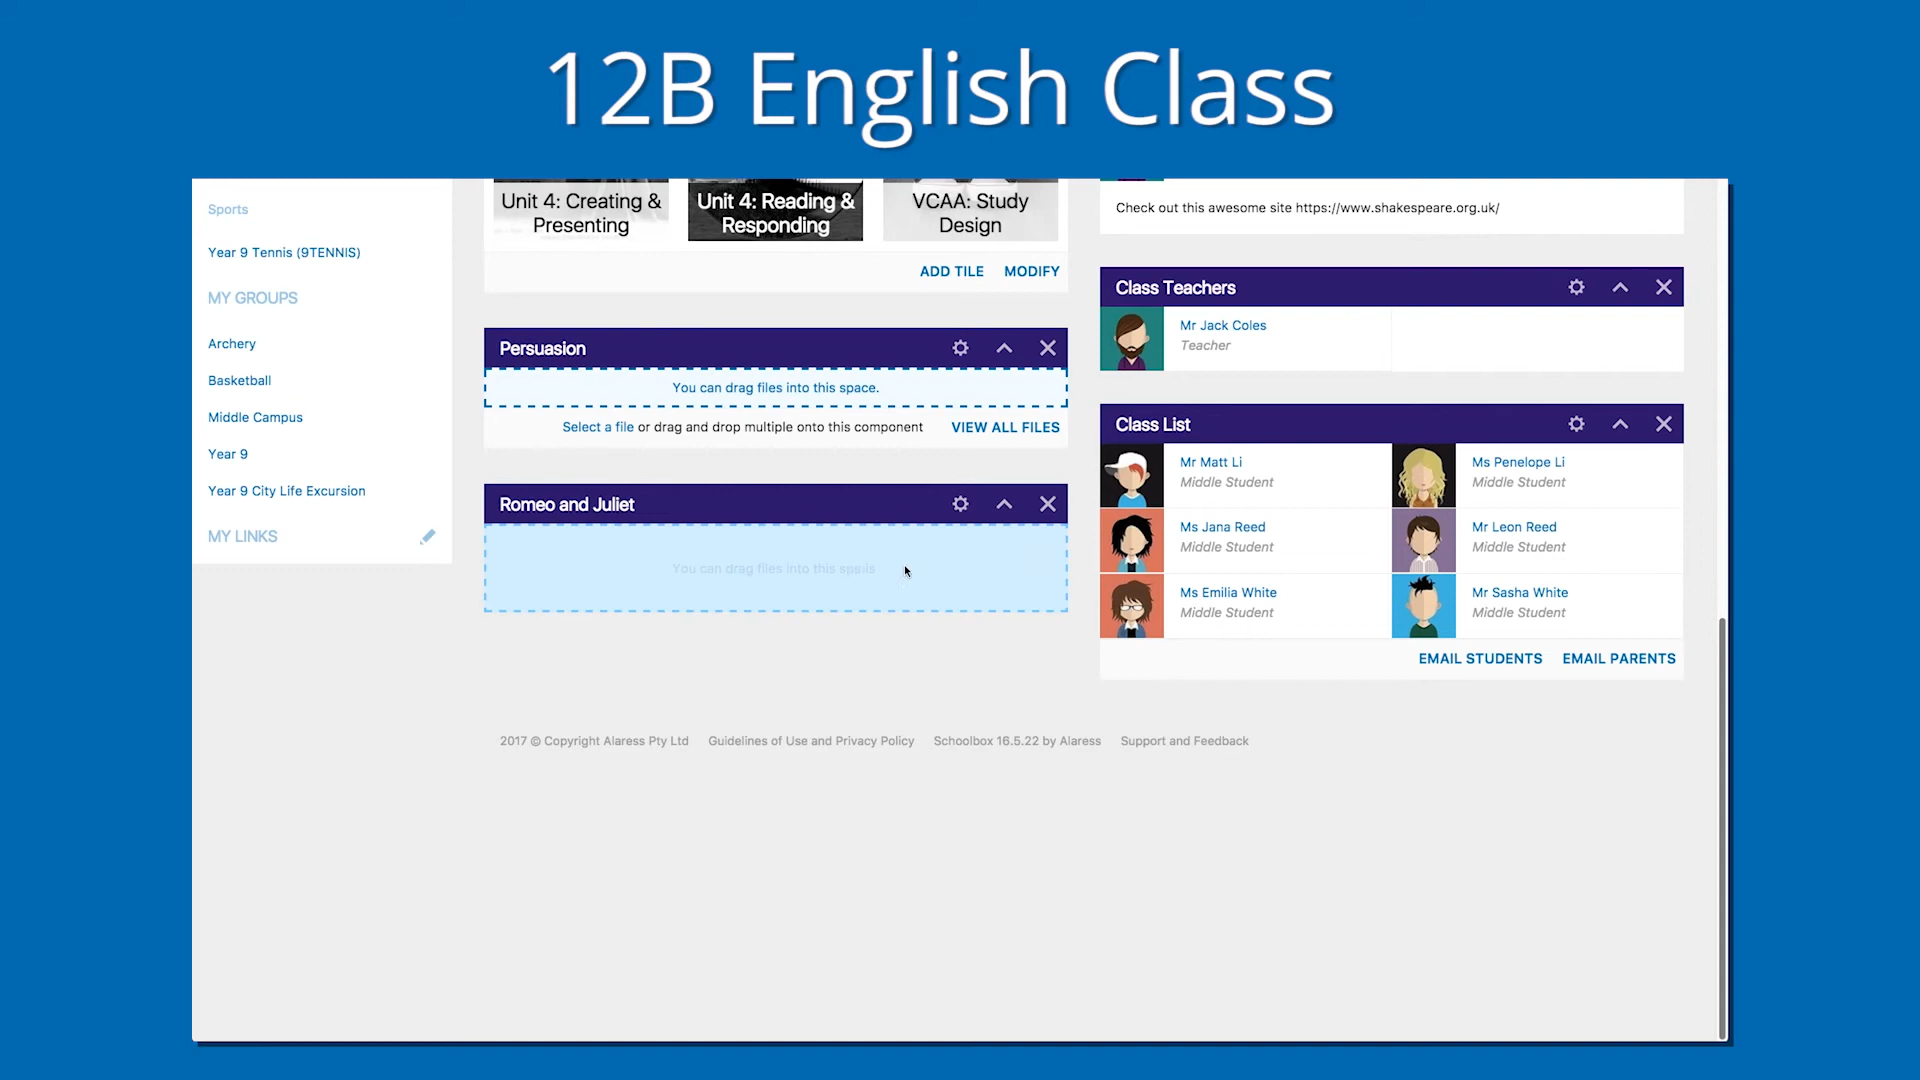 12B English Class
Sports
Year 9 Tennis (9TENNIS)
MY GROUPS
Archery
Basketball
Middle Campus
Year 9
Year 9 City Life Excursion
MY LINKS
Unit 4: Creating &
Presenting
Unit 4: Reading &
Responding
VCAA: Study
Design
ADD TILE MODIFY
Persuasion
You can drag files into this space.
Select a file or drag and drop multiple onto this component VIEW ALL FILES
Romeo and Juliet
You can drag files into this
Check out this awesome site https://www.shakespeare.org.uk/
Class Teachers
Mr Jack Coles
Teacher
Class List
Mr Matt Li
Middle Student
Ms Penelope Li
Middle Student
Ms Jana Reed
Middle Student
Mr Leon Reed
Middle Student
Ms Emilia White
Middle Student
Mr Sasha White
Middle Student
EMAIL STUDENTS EMAIL PARENTS
2017 © Copyright Alaress Pty Ltd Guidelines of Use and Privacy Policy Schoolbox 16.5.22 by Alaress Support and Feedback